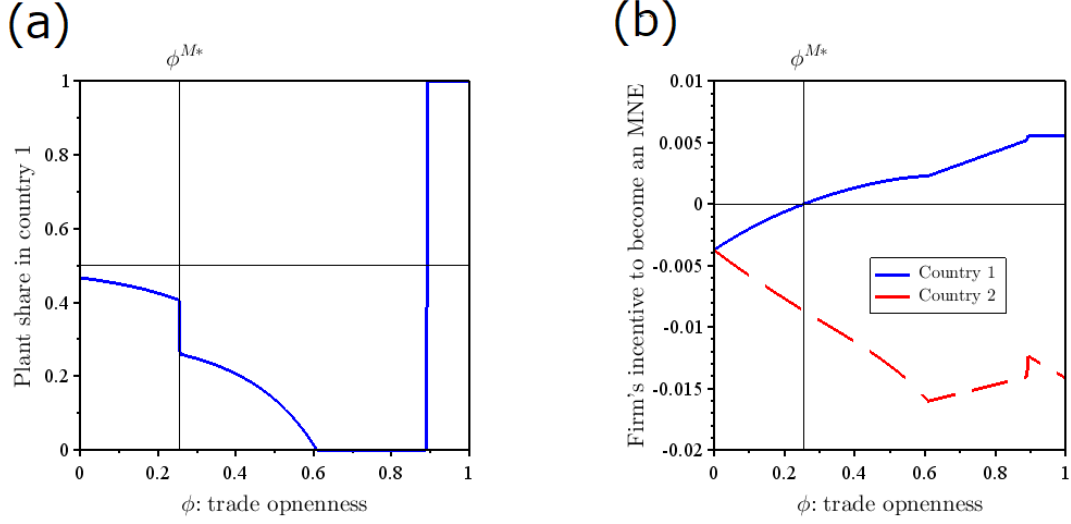 (a)
ϕ^{M*}
1
0.8
0.6
0.4
0.2
0
0
0.2
0.4
0.6
0.8
1
Plant share in country 1
ϕ: trade opnenness
(b)
ϕ^{M*}
0.01
0.005
0
-0.005
-0.01
-0.015
-0.02
0
0.2
0.4
0.6
0.8
1
Firm's incentive to become an MNE
Country 1
Country 2
ϕ: trade opnenness